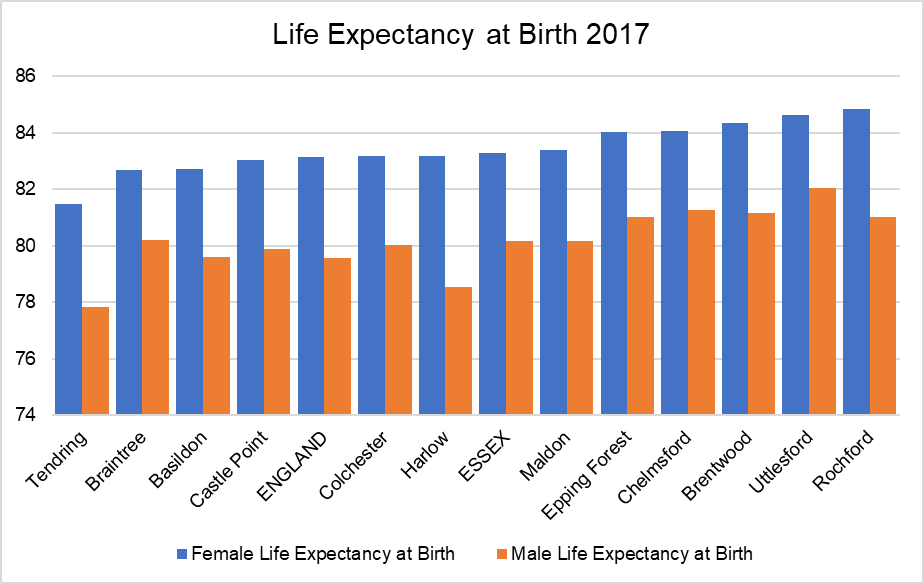 Life Expectancy at Birth 2017
86
84
82
80
78
76
74
Tendring
Braintree
Basildon
Castle Point
ENGLAND
Colchester
Harlow
ESSEX
Maldon
Epping Forest
Chelmsford
Brentwood
Uttlesford
Rochford
Female Life Expectancy at Birth
Male Life Expectancy at Birth